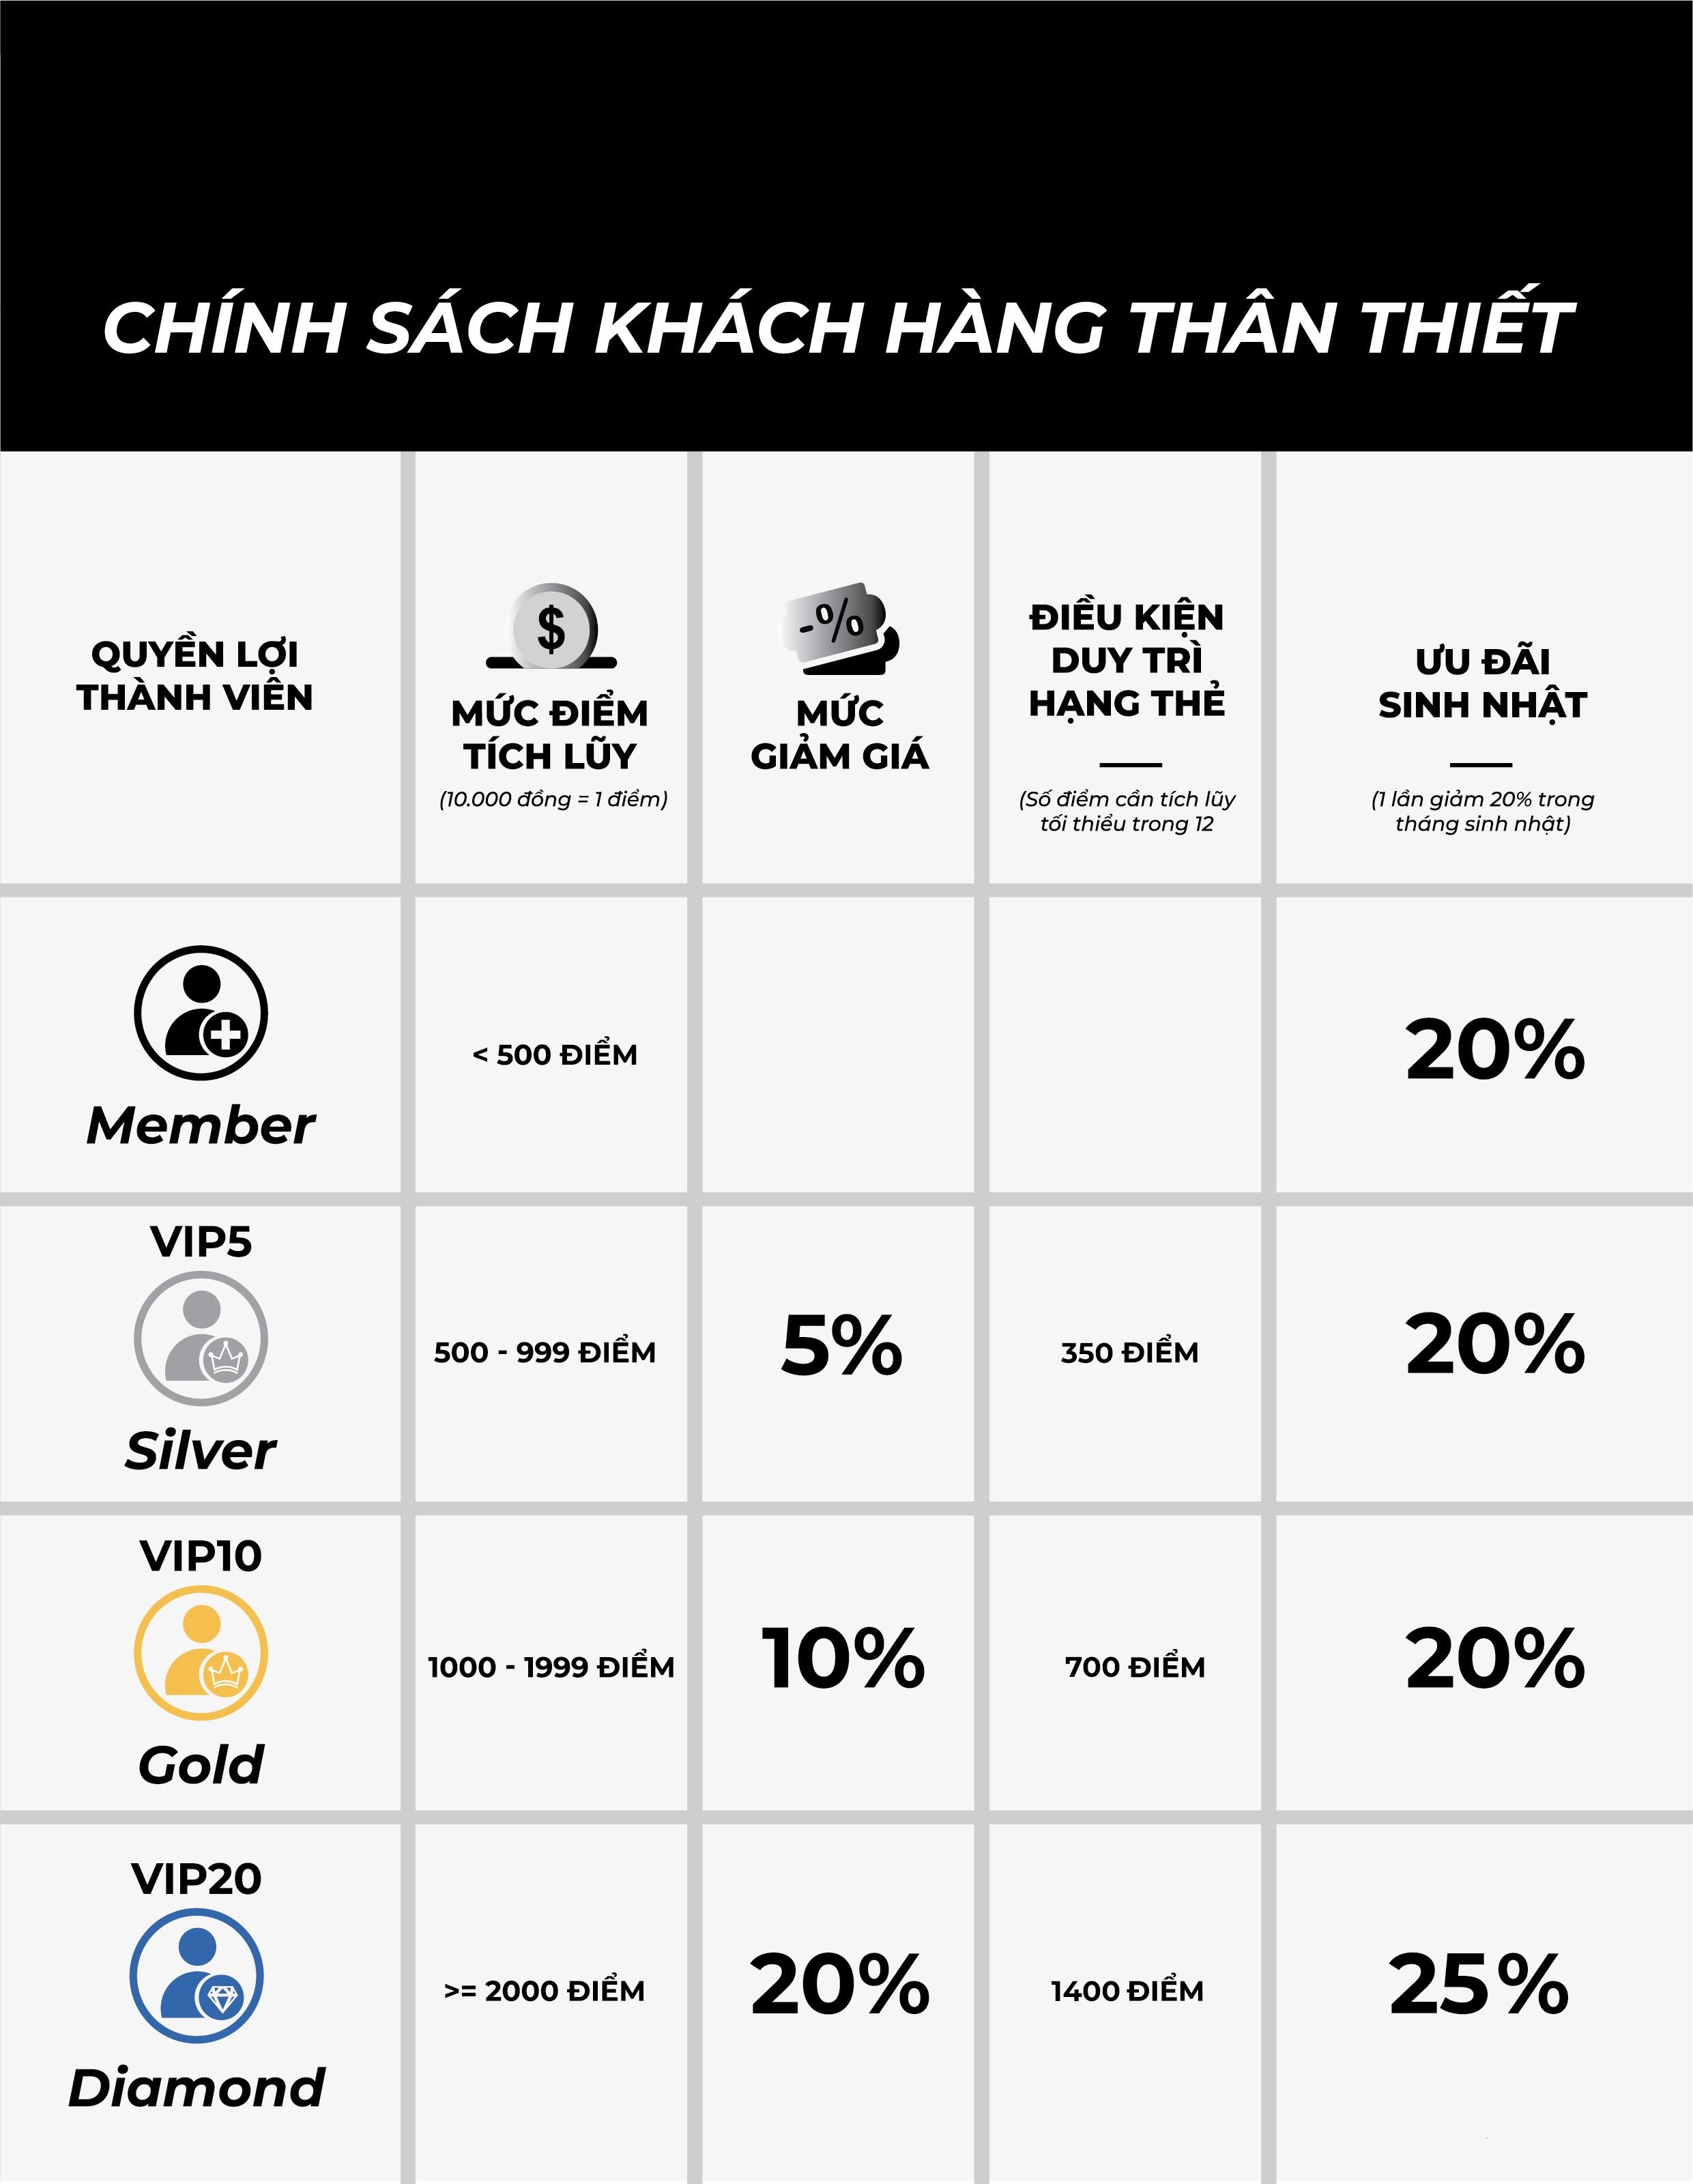 CHÍNH SÁCH KHÁCH HÀNG THÂN THIẾT
QUYỀN LỢI
THÀNH VIÊN
$
MỨC ĐIỂM
TÍCH LŨY
(10.000 đồng = 1 điểm)
-%
MỨC
GIẢM GIÁ
ĐIỀU KIỆN
DUY TRÌ
HẠNG THẺ
(Số điểm cần tích lũy
tối thiểu trong 12
ƯU ĐÃI
SINH NHẬT
(1 lần giảm 20% trong
tháng sinh nhật)
Member
< 500 ĐIỂM
20%
VIP5
Silver
500 - 999 ĐIỂM
5%
350 ĐIỂM
20%
VIP10
Gold
1000 - 1999 ĐIỂM
10%
700 ĐIỂM
20%
VIP20
Diamond
>= 2000 ĐIỂM
20%
1400 ĐIỂM
25%